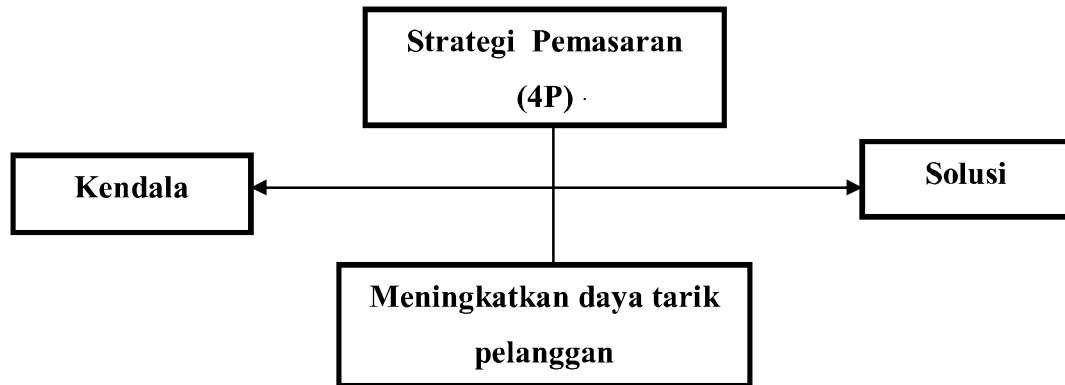 Strategi Pemasaran
(4P) .
Kendala
Solusi
Meningkatkan daya tarik
pelanggan